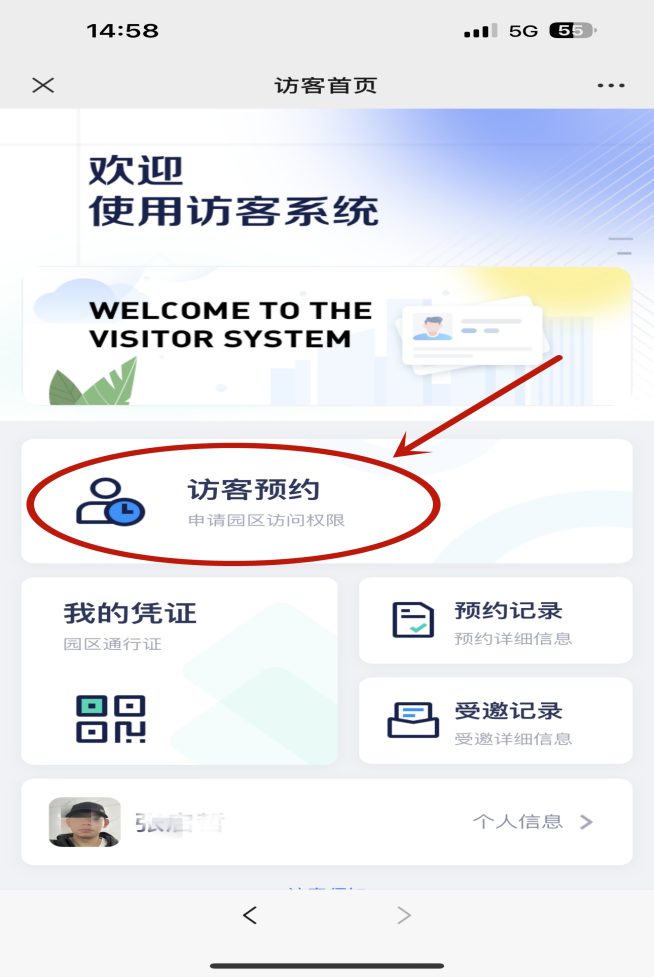 14:58
5G 55
访客首页
欢迎
使用访客系统
WELCOME TO THE
VISITOR SYSTEM
访客预约
申请园区访问权限
我的凭证
园区通行证
预约记录
预约详细信息
受邀记录
受邀详细信息
个人信息